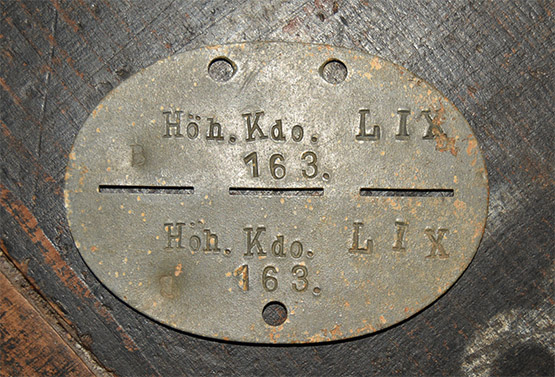 Höh. Kdo. LIX
B 163.
Höh. Kdo. LIX
163.